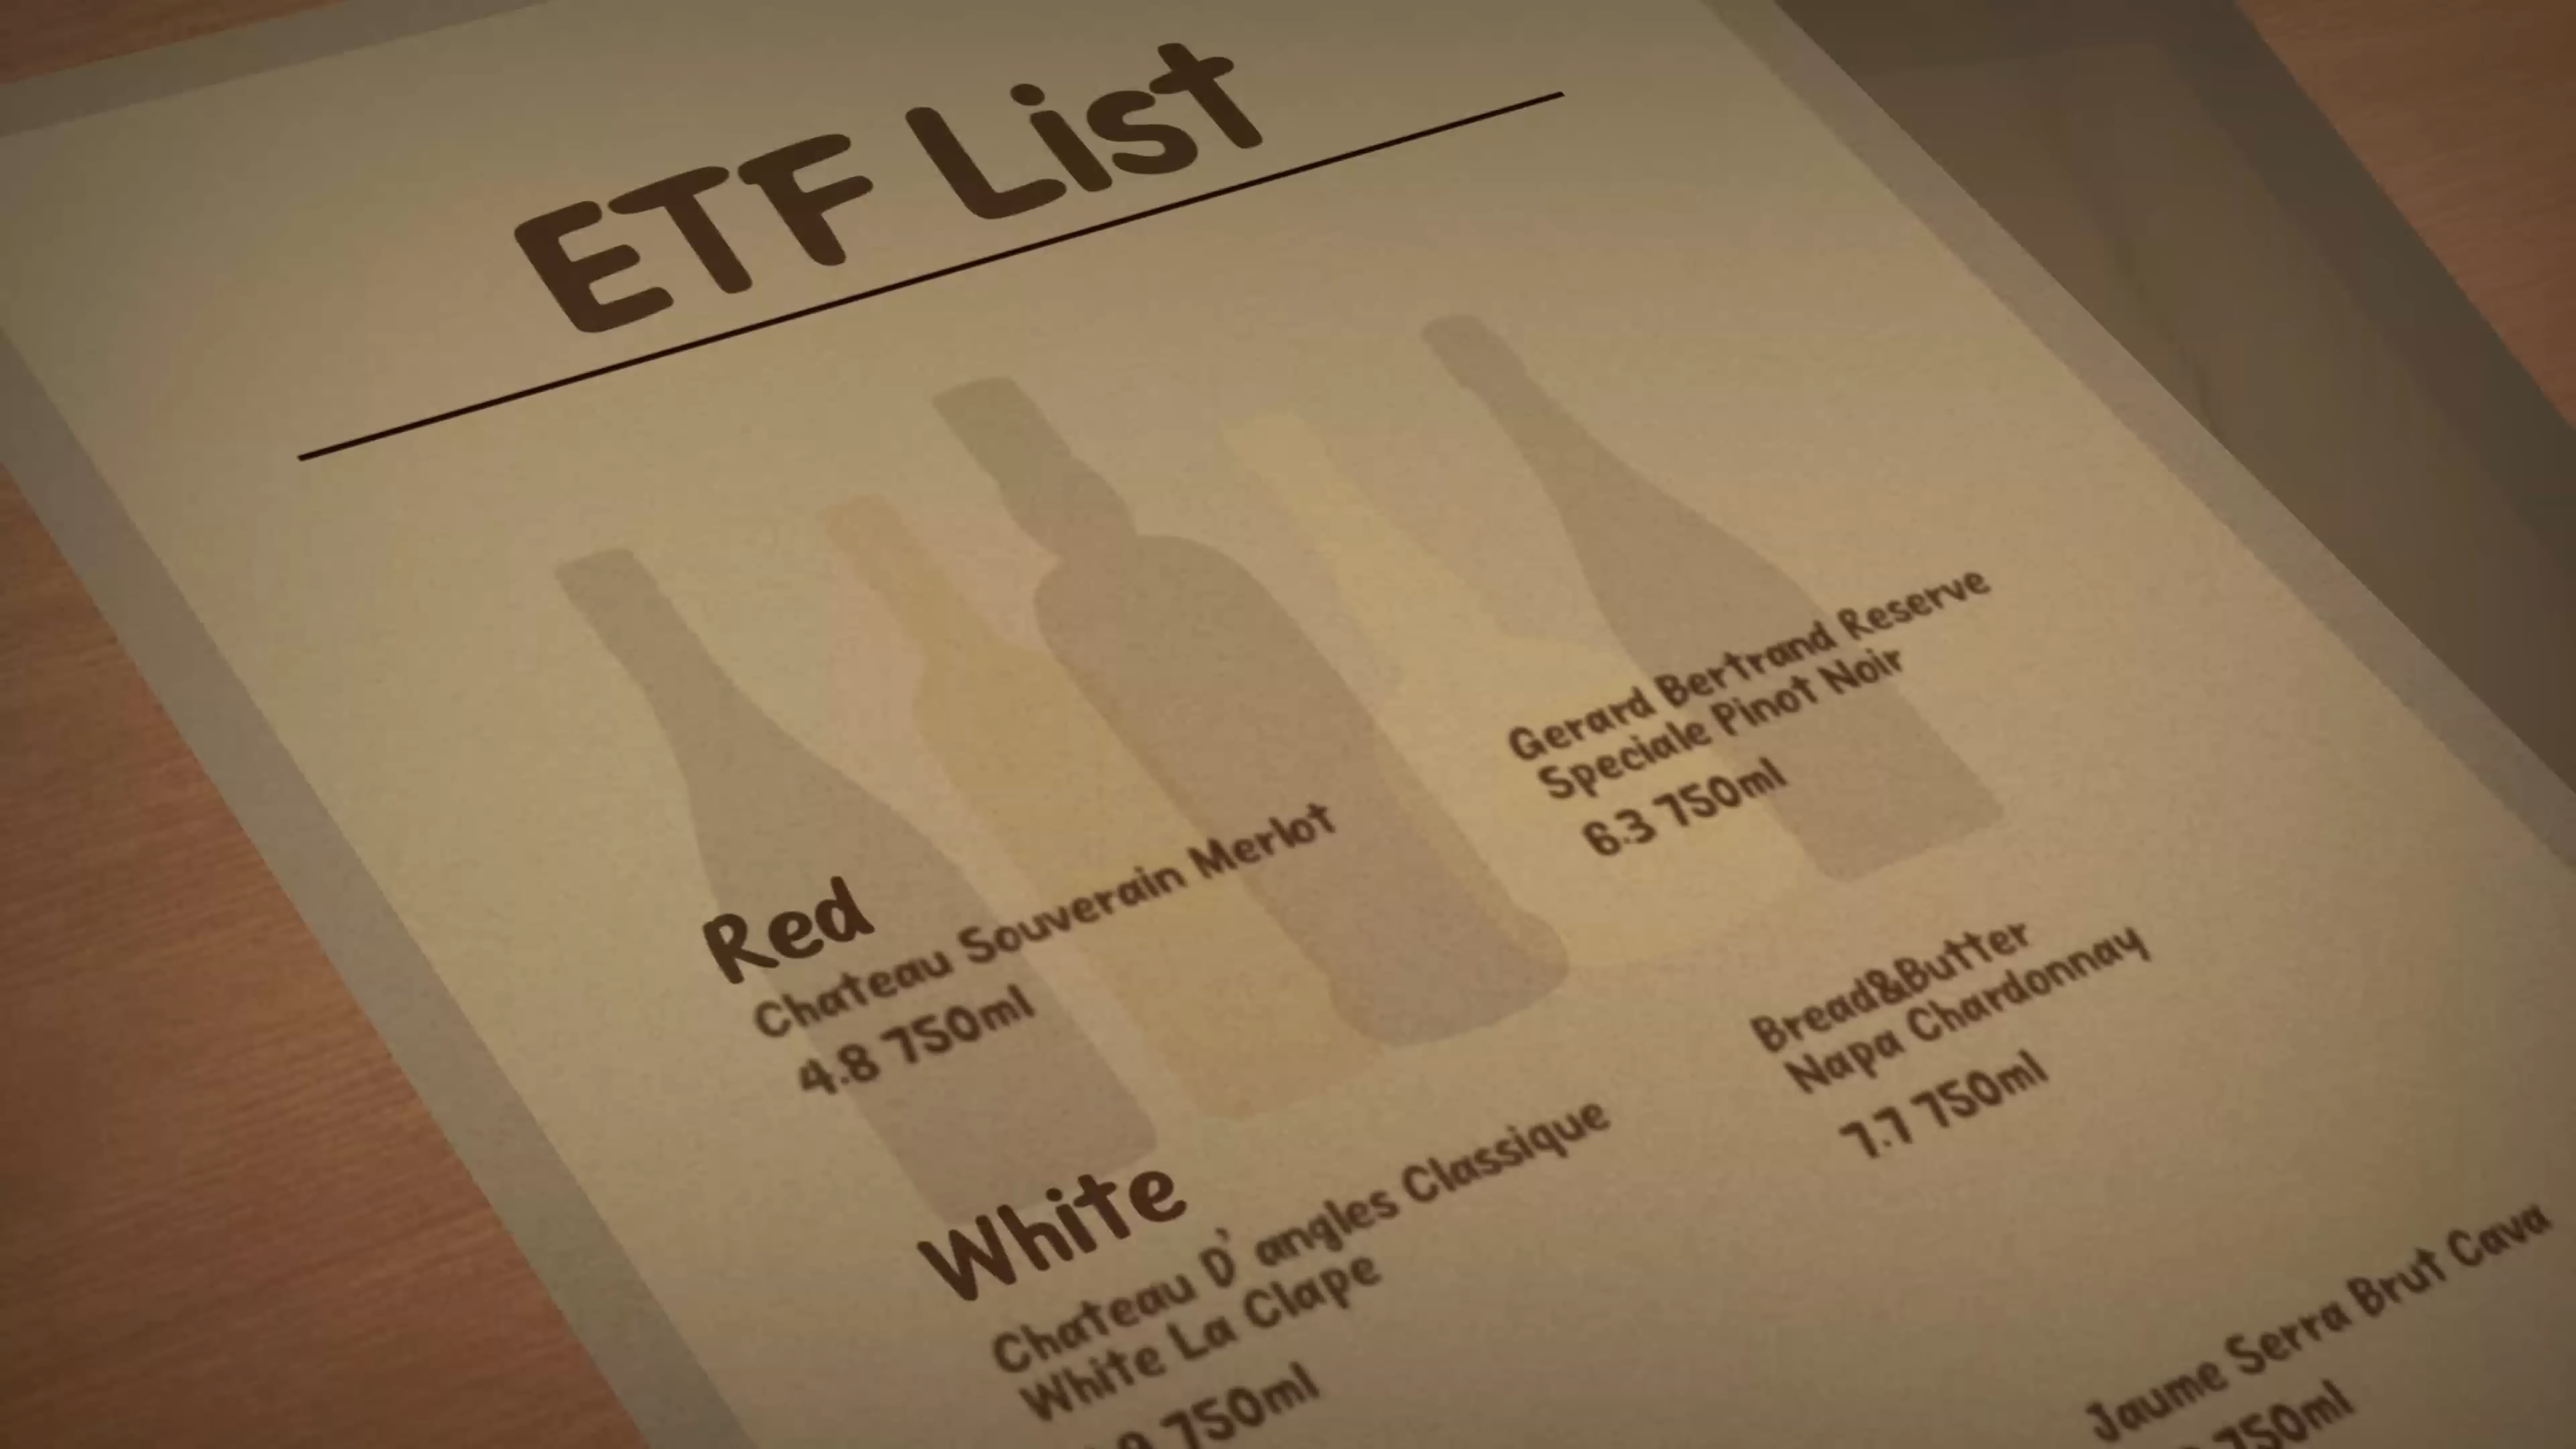 ETF List
Red
Chateau Souverain Merlot
4.8 750ml
Gerard Bertrand Reserve
Speciale Pinot Noir
6.3 750ml
White
Chateau D' angles Classique
White La Clape
750ml
Bread&Butter
Napa Chardonnay
7.7 750ml
Jaume Serra Brut Cava
750ml